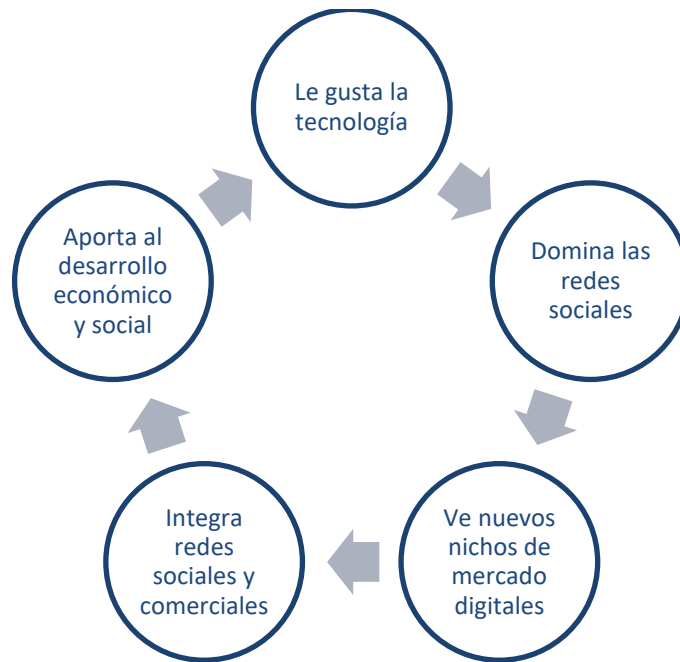 Le gusta la
tecnología
Domina las
redes
sociales
Ve nuevos
nichos de
mercado
digitales
Integra
redes
sociales y
comerciales
Aporta al
desarrollo
económico
y social